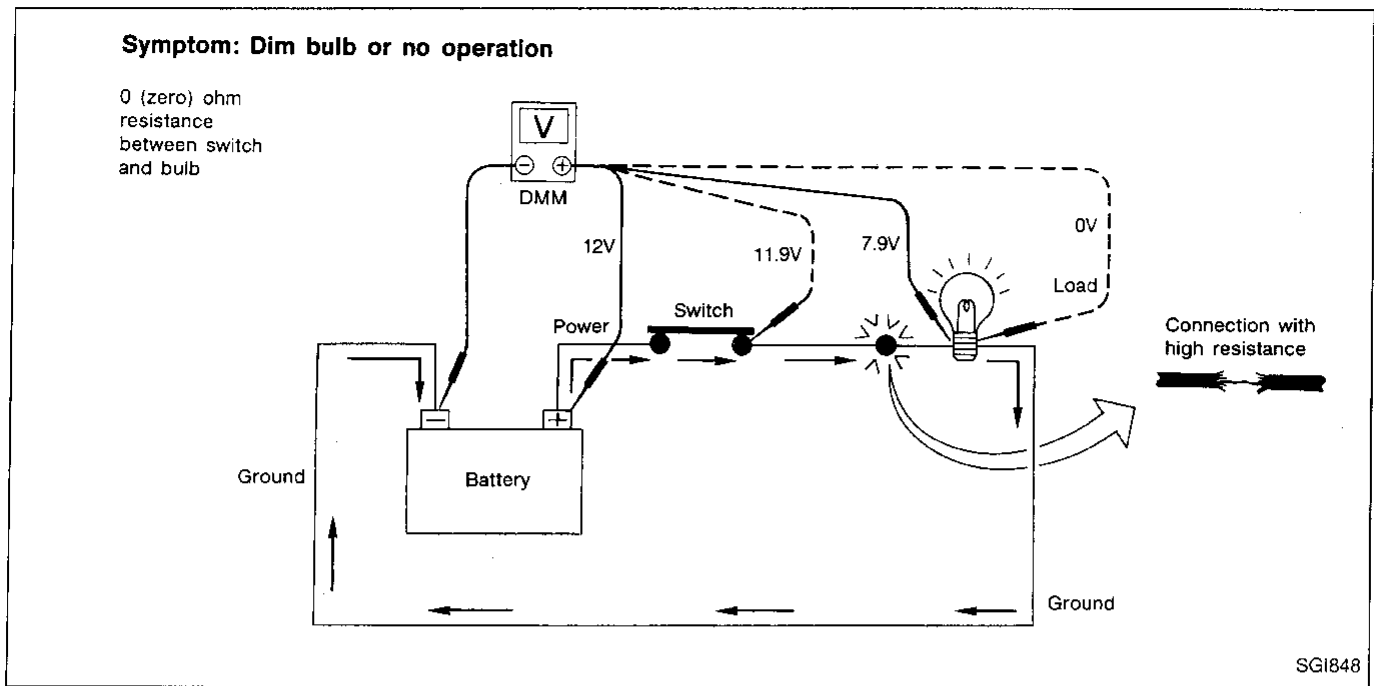 Symptom: Dim bulb or no operation
0 (zero) ohm
resistance
between switch
and bulb
V
− +
DMM
12V
11.9V
7.9V
0V
Load
Power
Switch
Connection with
high resistance
− +
Ground
Battery
Ground
SGI848